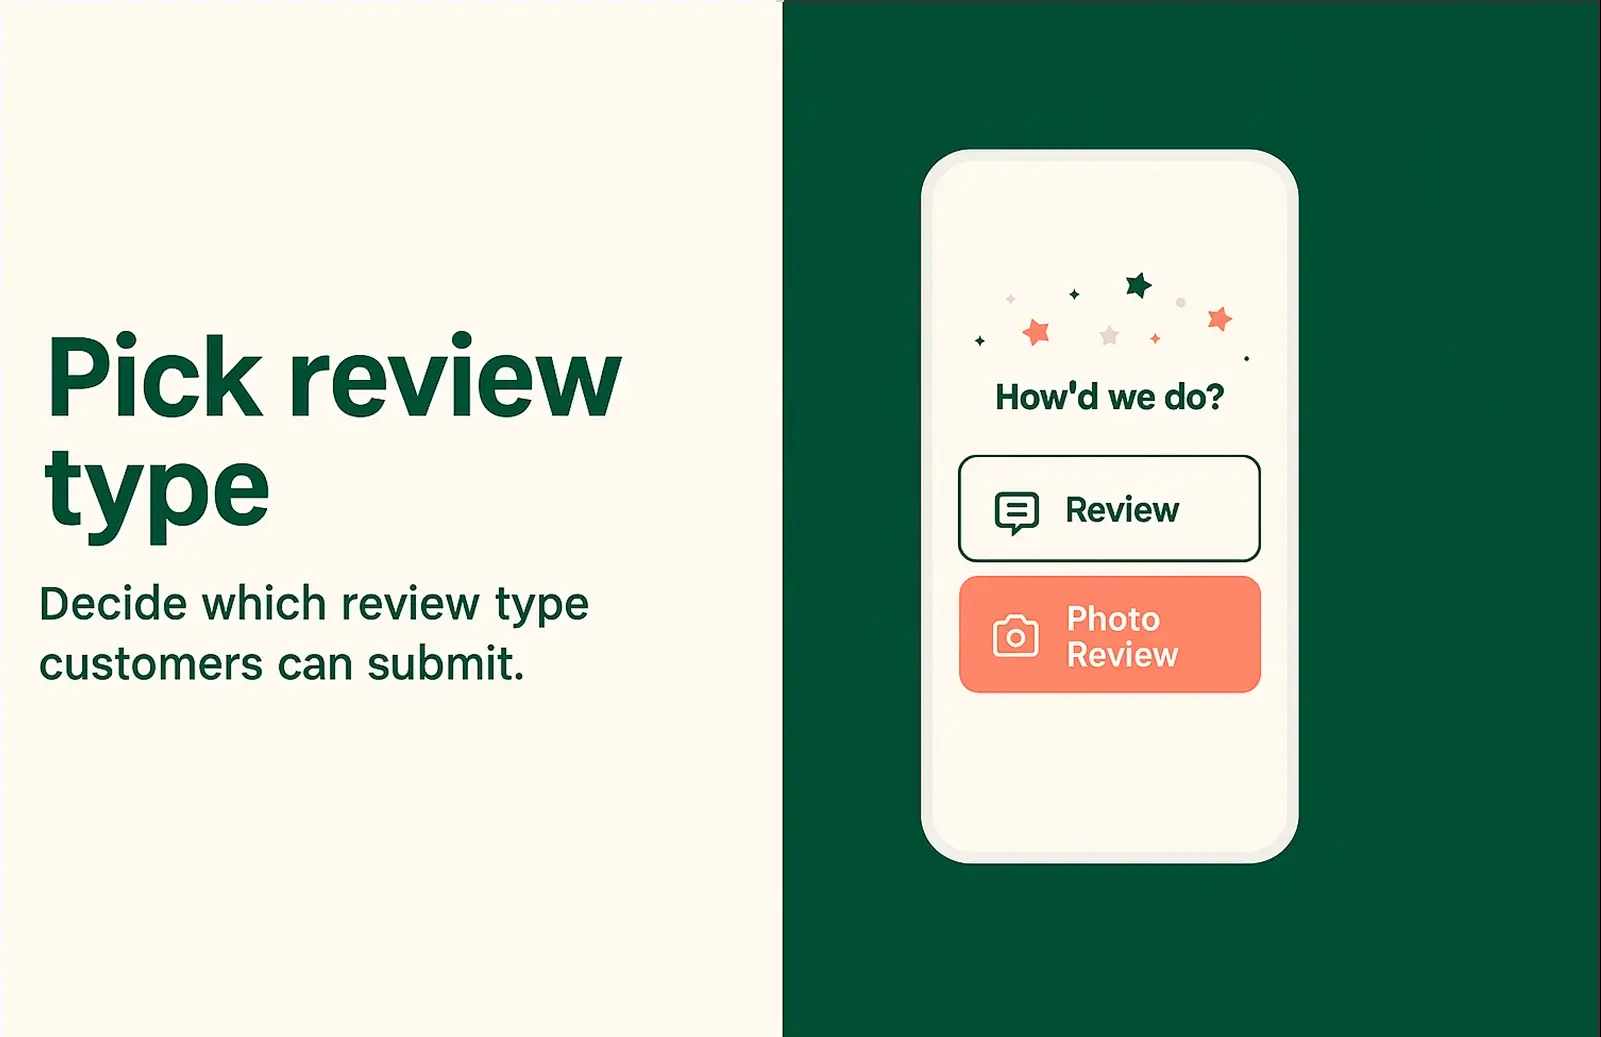 Pick review
type
Decide which review type
customers can submit.
How'd we do?
Review
Photo
Review